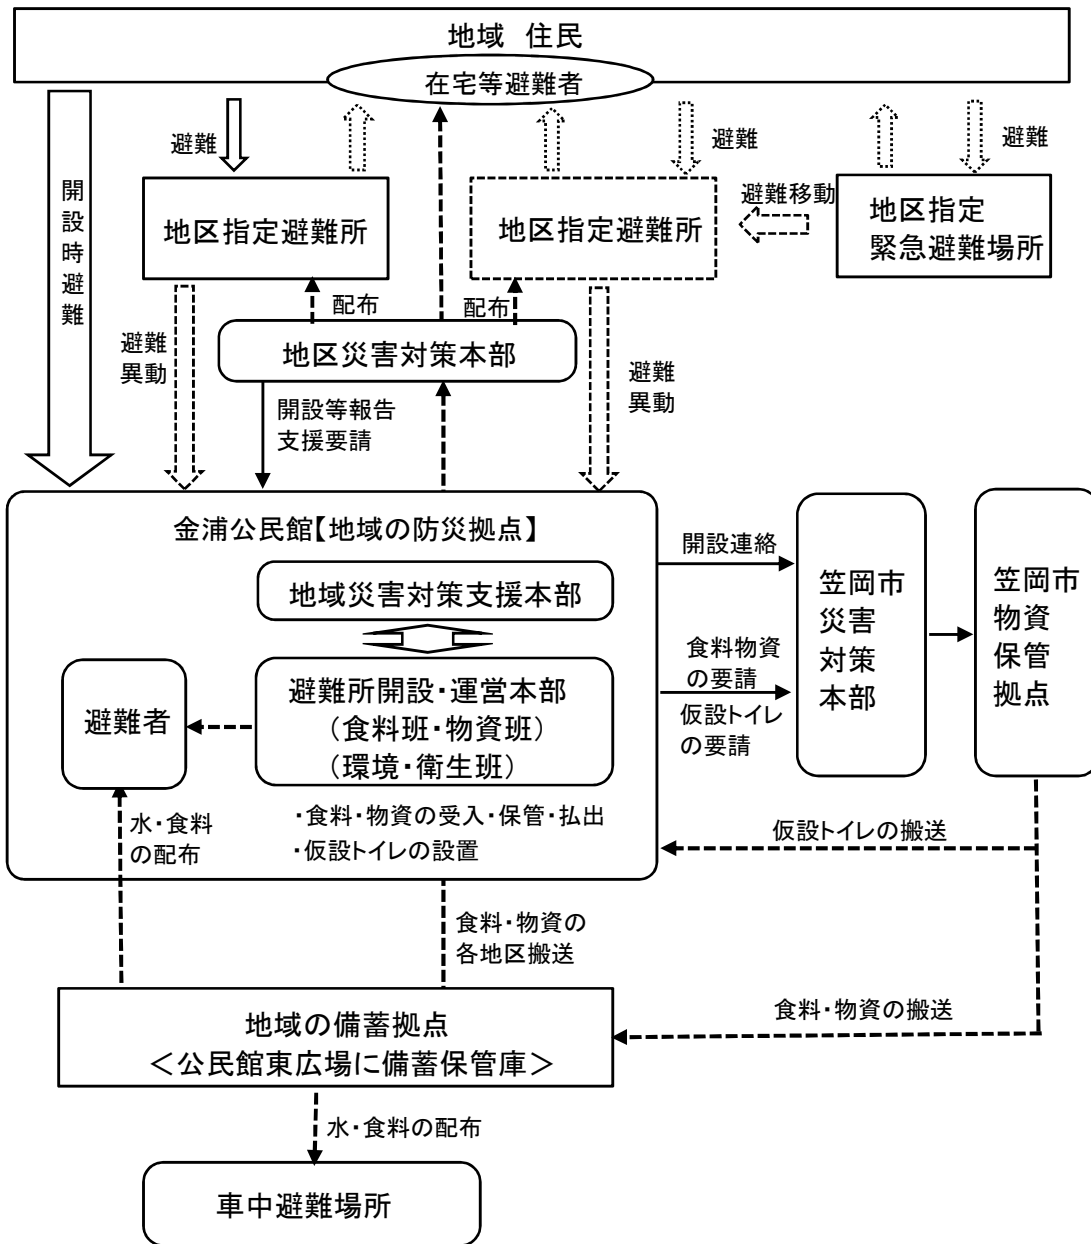 地域　住民
在宅等避難者
避難
避難
避難
開設時避難
地区指定避難所
地区指定避難所
避難移動
地区指定
緊急避難場所
配布
配布
避難
異動
地区災害対策本部
避難
異動
開設等報告
支援要請
金浦公民館【地域の防災拠点】
地域災害対策支援本部
避難所開設・運営本部
（食料班・物資班）
（環境・衛生班）
避難者
・食料・物資の受入・保管・払出
・仮設トイレの設置
水・食料
の配布
開設連絡
食料物資
の要請
仮設トイレ
の要請
笠岡市
災害
対策
本部
笠岡市
物資
保管
拠点
仮設トイレの搬送
食料・物資の
各地区搬送
食料・物資の搬送
地域の備蓄拠点
＜公民館東広場に備蓄保管庫＞
水・食料の配布
車中避難場所